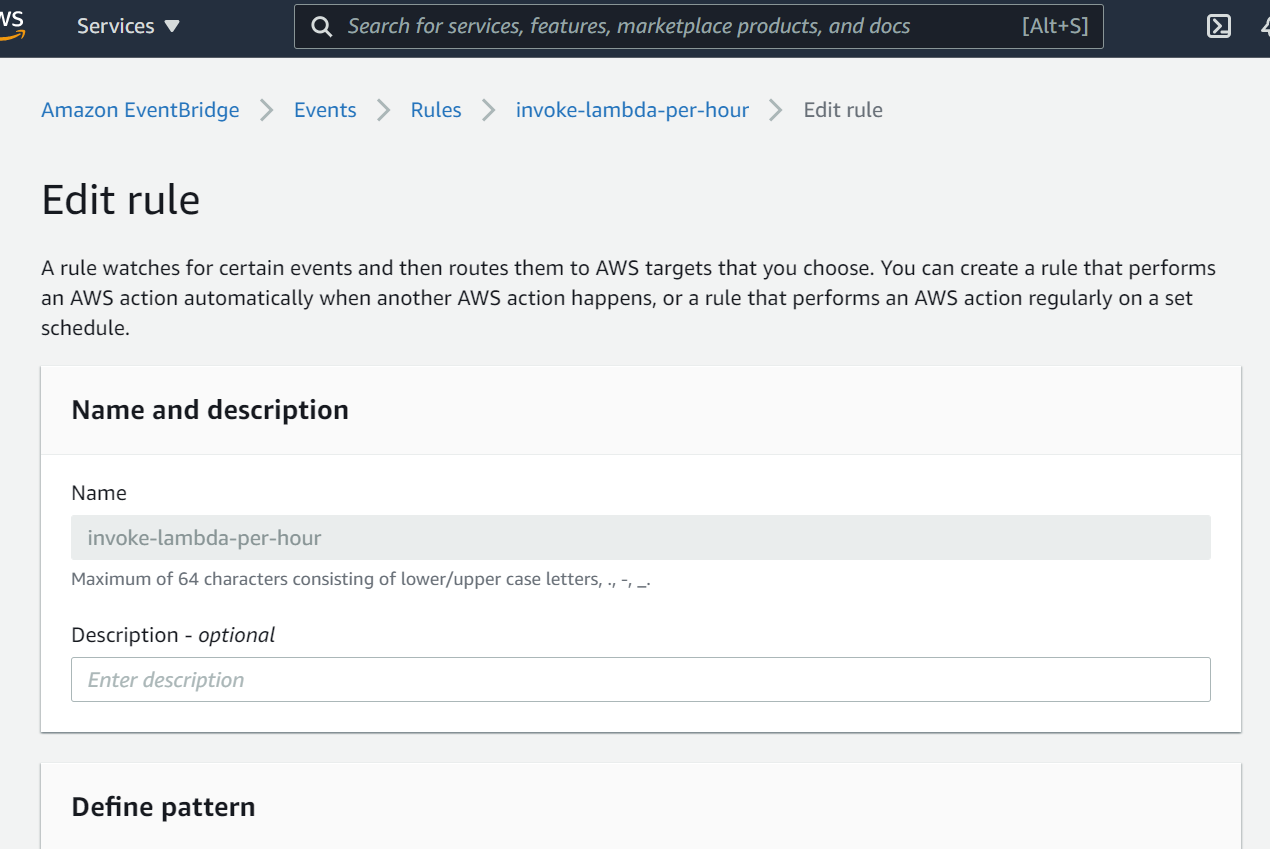 WS
Services
Search for services, features, marketplace products, and docs [Alt+S]
Amazon EventBridge > Events > Rules > invoke-lambda-per-hour > Edit rule
Edit rule
A rule watches for certain events and then routes them to AWS targets that you choose. You can create a rule that performs
an AWS action automatically when another AWS action happens, or a rule that performs an AWS action regularly on a set
schedule.
Name and description
Name
invoke-lambda-per-hour
Maximum of 64 characters consisting of lower/upper case letters, ., -, _.
Description - optional
Enter description
Define pattern